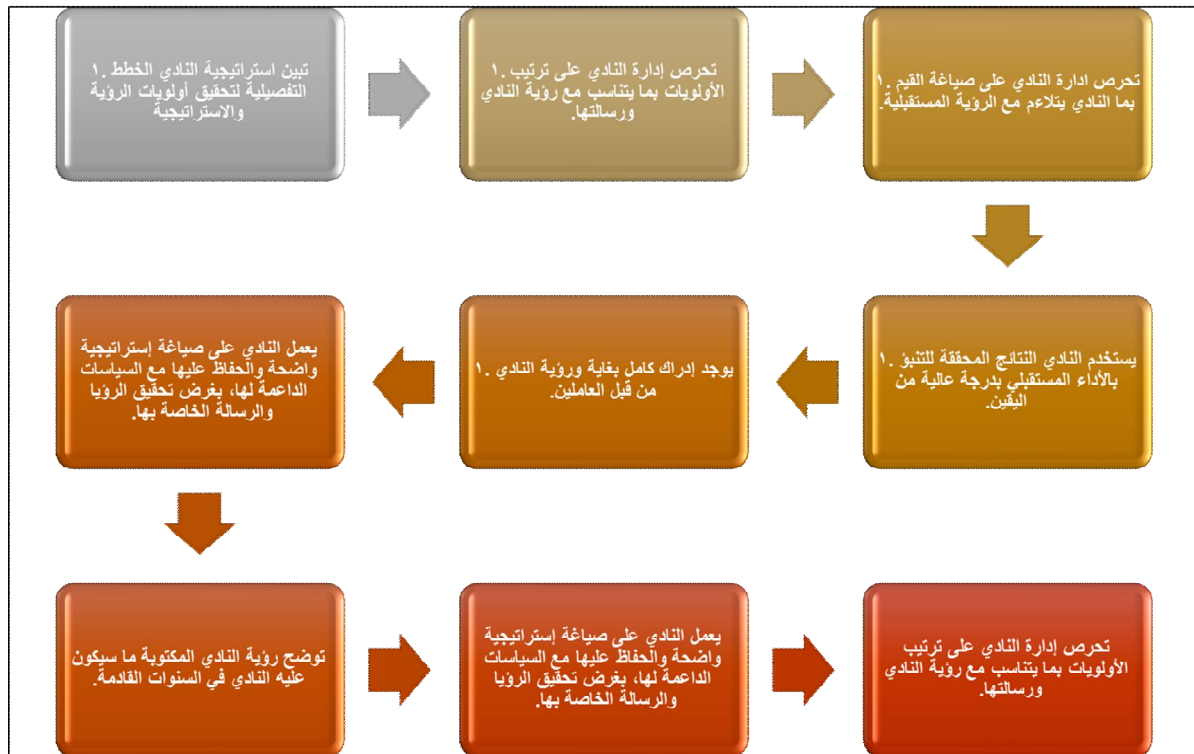 تبين استراتيجية النادي الخطط .١
التفصيلية لتحقيق أولويات الرؤية
والاستراتيجية
تحرص إدارة النادي على ترتيب .١
الأولويات بما يتناسب مع رؤية النادي
ورسالتها.
تحرص ادارة النادي على صياغة القيم .١
بما النادي يتلاءم مع الرؤية المستقبلية.
يستخدم النادي النتائج المحققة للتنبؤ .١
بالأداء المستقبلي بدرجة عالية من
اليقين.
يوجد إدراك كامل بغاية ورؤية النادي .١
من قبل العاملين.
يعمل النادي على صياغة إستراتيجية
واضحة والحفاظ عليها مع السياسات
الداعمة لها، بغرض تحقيق الرؤيا
والرسالة الخاصة بها.
توضح رؤية النادي المكتوبة ما سيكون
عليه النادي في السنوات القادمة.
يعمل النادي على صياغة إستراتيجية
واضحة والحفاظ عليها مع السياسات
الداعمة لها، بغرض تحقيق الرؤيا
والرسالة الخاصة بها.
تحرص إدارة النادي على ترتيب
الأولويات بما يتناسب مع رؤية النادي
ورسالتها.